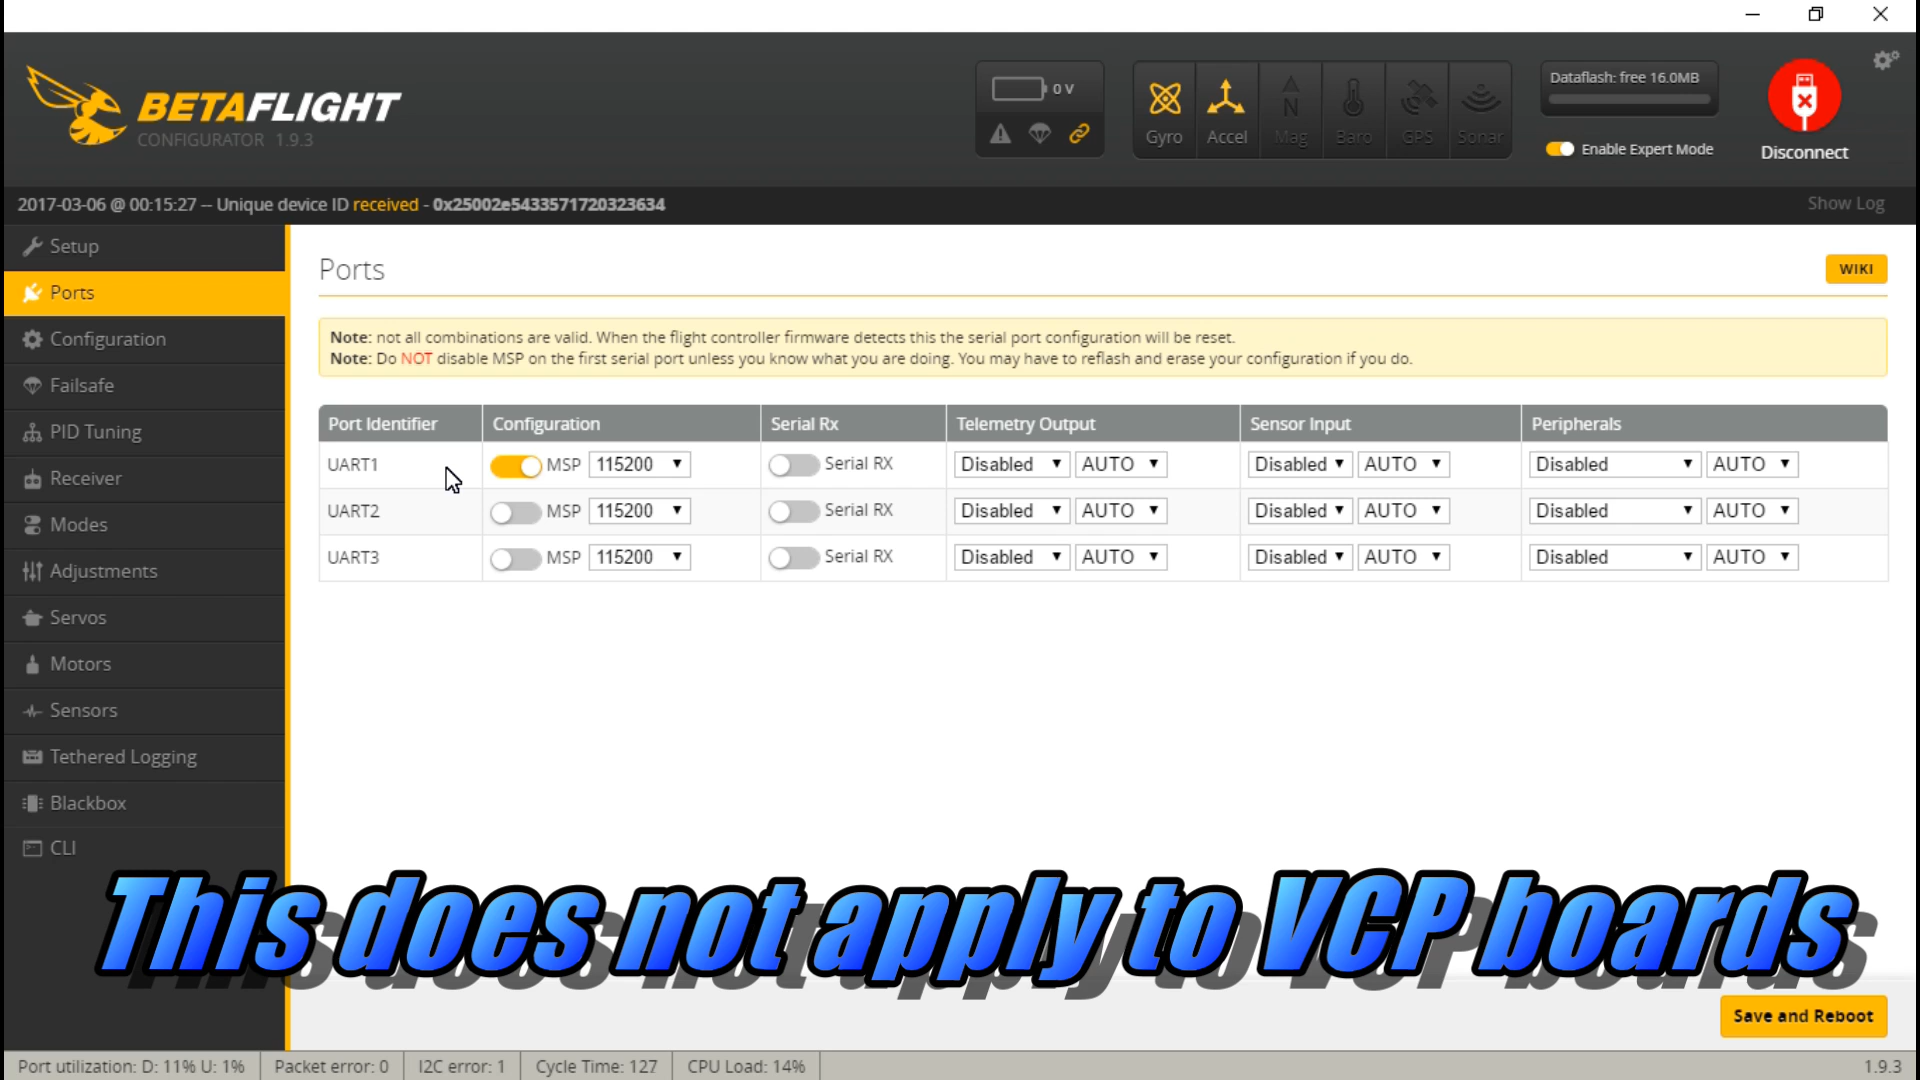 BETAFLIGHT
CONFIGURATOR 1.9.3
0 V
Gyro Accel Mag Baro GPS Sonar
Dataflash: free 16.0MB
Enable Expert Mode
Disconnect
2017-03-06 @ 00:15:27 -- Unique device ID received - 0x25002e5433571720323634
Show Log
Setup
Ports
Configuration
Failsafe
PID Tuning
Receiver
Modes
Adjustments
Servos
Motors
Sensors
Tethered Logging
Blackbox
CLI
Ports
WIKI
Note: not all combinations are valid. When the flight controller firmware detects this the serial port configuration will be reset.
Note: Do NOT disable MSP on the first serial port unless you know what you are doing. You may have to reflash and erase your configuration if you do.
Port Identifier Configuration Serial Rx Telemetry Output Sensor Input Peripherals
UART1 MSP 115200 Serial RX Disabled AUTO Disabled AUTO Disabled AUTO
UART2 MSP 115200 Serial RX Disabled AUTO Disabled AUTO Disabled AUTO
UART3 MSP 115200 Serial RX Disabled AUTO Disabled AUTO Disabled AUTO
This does not apply to VCP boards
Save and Reboot
Port utilization: D: 11% U: 1% Packet error: 0 I2C error: 1 Cycle Time: 127 CPU Load: 14% 1.9.3